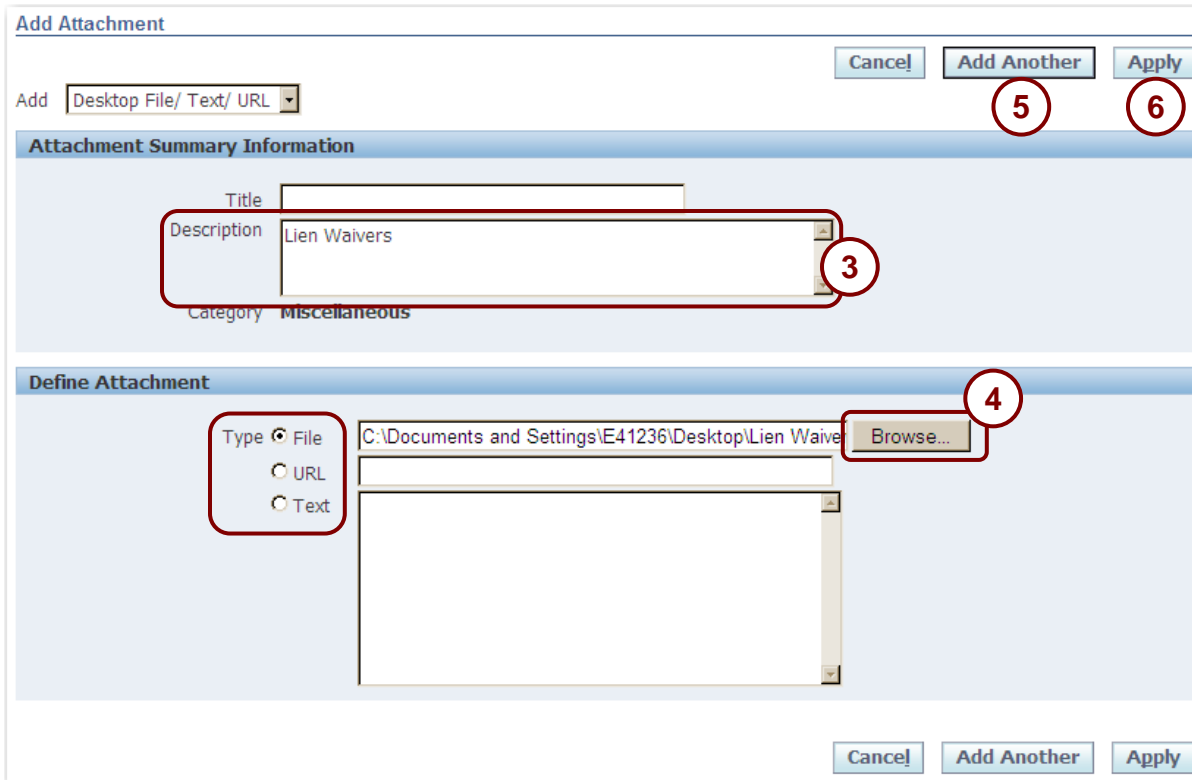 Add Attachment
Cancel Add Another Apply
Add Desktop File/ Text/ URL
5 6
Attachment Summary Information
Title
Description Lien Waivers
3
Category Miscellaneous
Define Attachment
4
Type File C:\Documents and Settings\E41236\Desktop\Lien Waiver Browse...
URL
Text
Cancel Add Another Apply